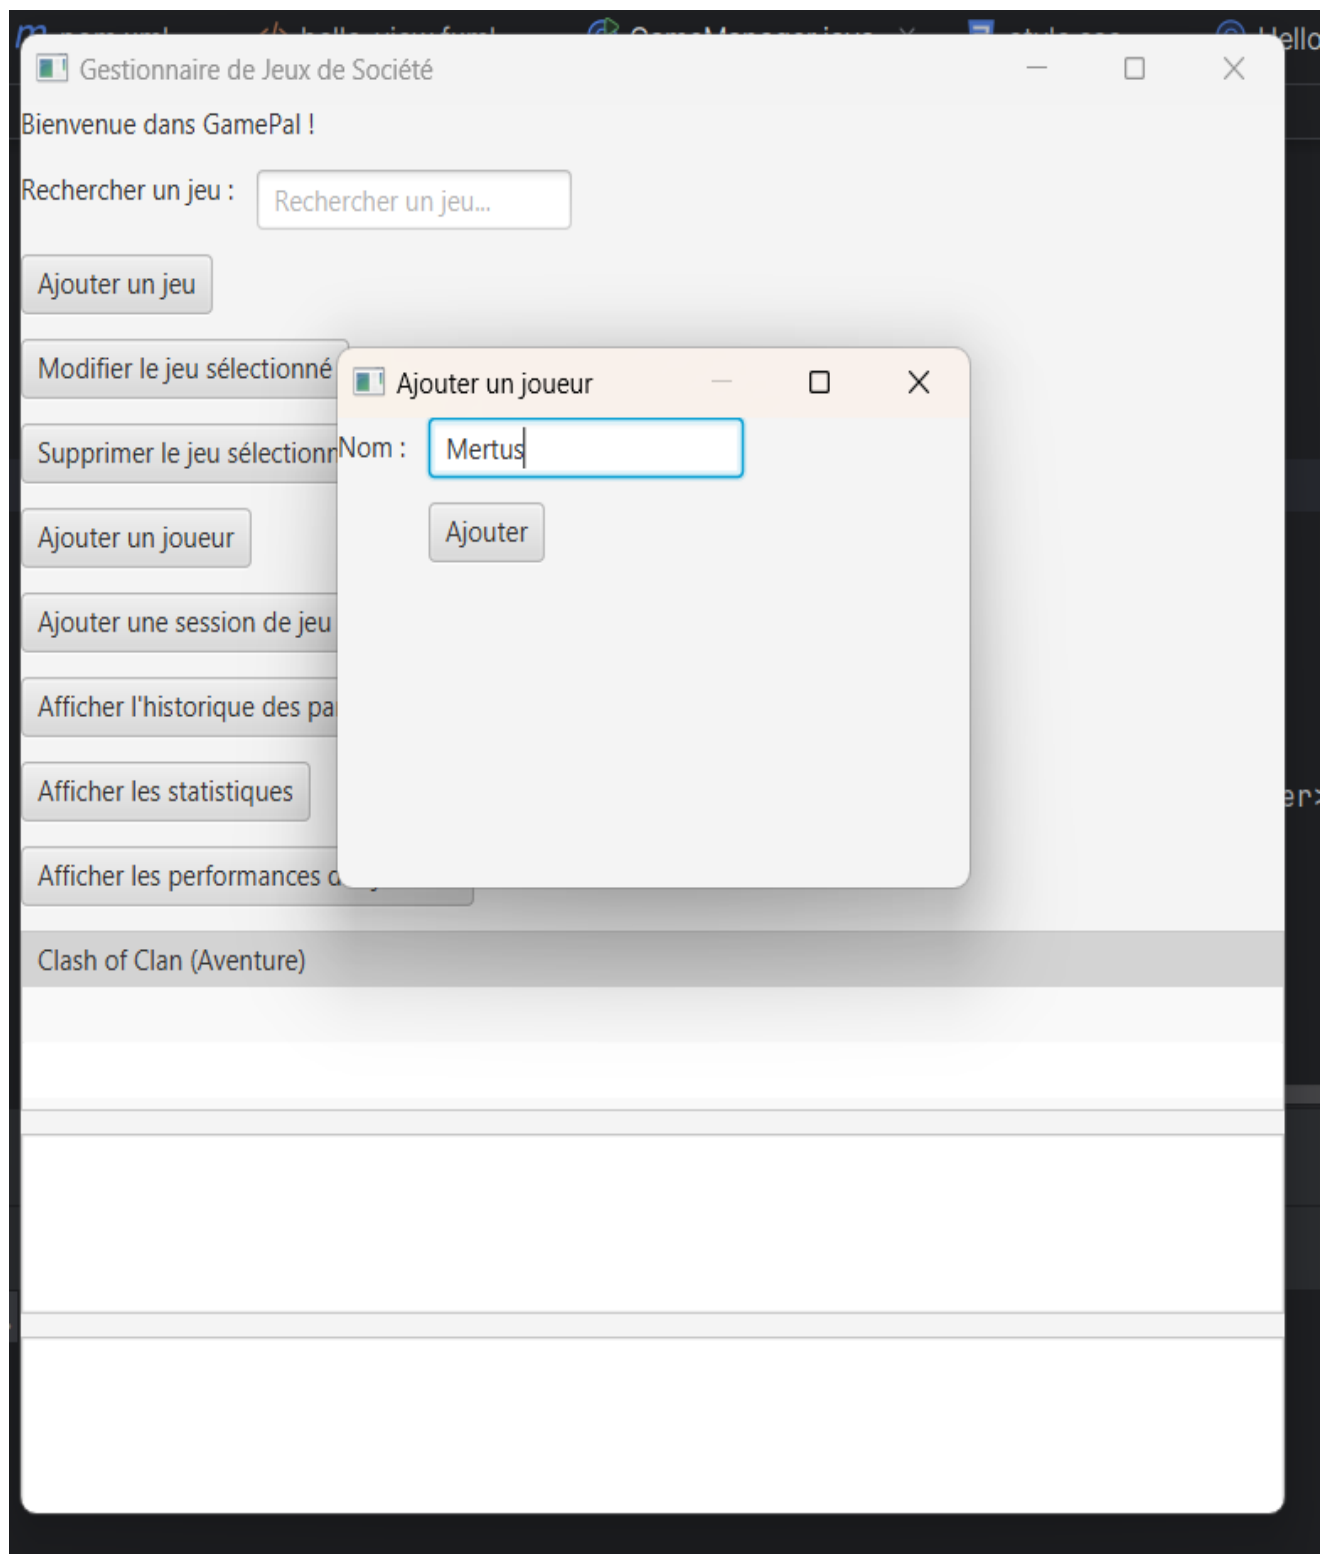 Gestionnaire de Jeux de Société
Bienvenue dans GamePal !
Rechercher un jeu :
Rechercher un jeu...
Ajouter un jeu
Modifier le jeu sélectionné
Supprimer le jeu
Ajouter un joueur
Nom :
Mertus
Ajouter
Ajouter un joueur
Ajouter une session de jeu
Afficher l'historique des
Afficher les statistiques
Afficher les performances
Clash of Clan (Aventure)